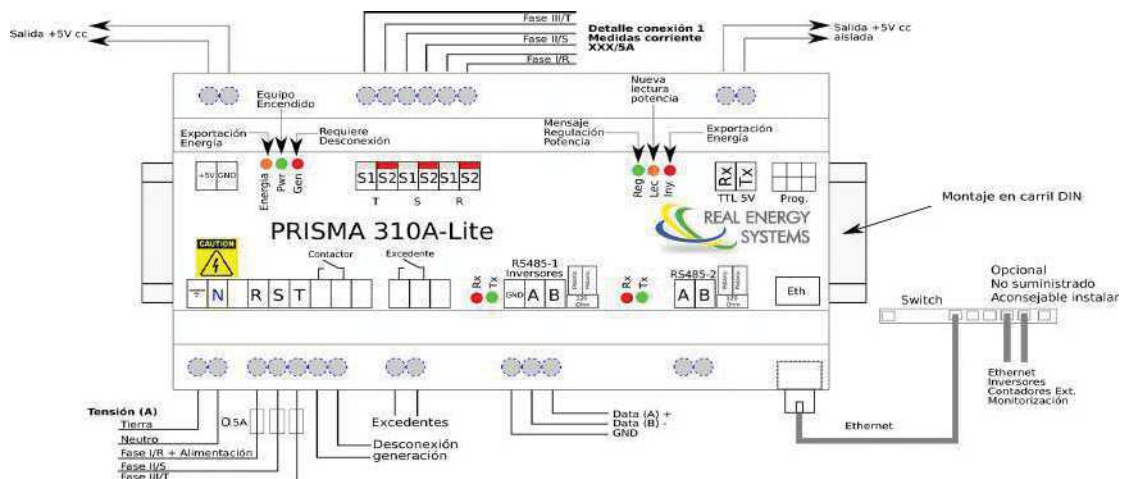 Salida +5V cc
Fase III/T
Fase II/S
Fase I/R
Detalle conexión 1
Medidas corriente
XXX/5A
Salida +5V cc
aislada
Equipo
Encendido
Exportación
Energía
Requiere
Desconexión
Nueva
lectura
potencia
Mensaje
Regulación
Potencia
Exportación
Energía
+5V GND
Energia
Pwr
Gen
S1 S2 S1 S2 S1 S2
T S R
Reg
Lec
Iny.
Rx Tx
TTL 5V
Prog.
Montaje en carril DIN
PRISMA 310A-Lite
REAL ENERGY
SYSTEMS
CAUTION
Contactor
Excedente
RS485-1
Inversores
Rx
Tx
GND A B
120
Ohm
Rx
Tx
RS485-2
A B
120
Ohm
Eth
N R S T
Opcional
No suministrado
Aconsejable instalar
Switch
Ethernet
Inversores
Contadores Ext.
Monitorización
Tensión (A)
Tierra
Neutro
Fase I/R + Alimentación
Fase II/S
Fase III/T
0.5A
Excedentes
Desconexión
generación
Data (A) +
Data (B) -
GND
Ethernet